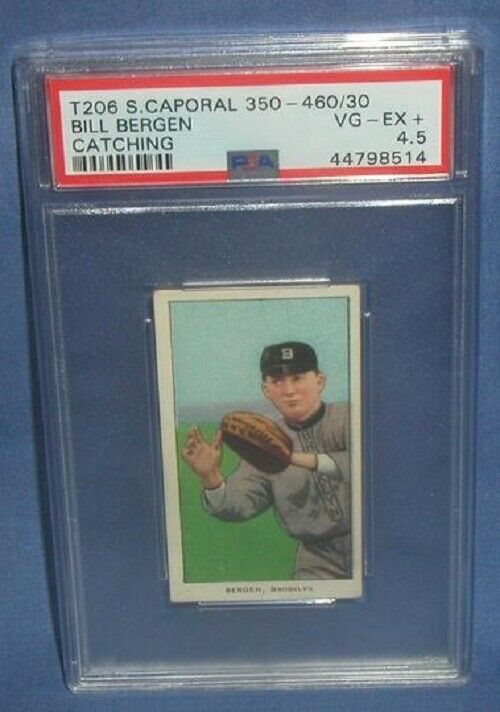 T206 S.CAPORAL 350-460/30
BILL BERGEN VG-EX+
CATCHING 4.5
PSA 44798514
B
BERGEN, BROOKLYN